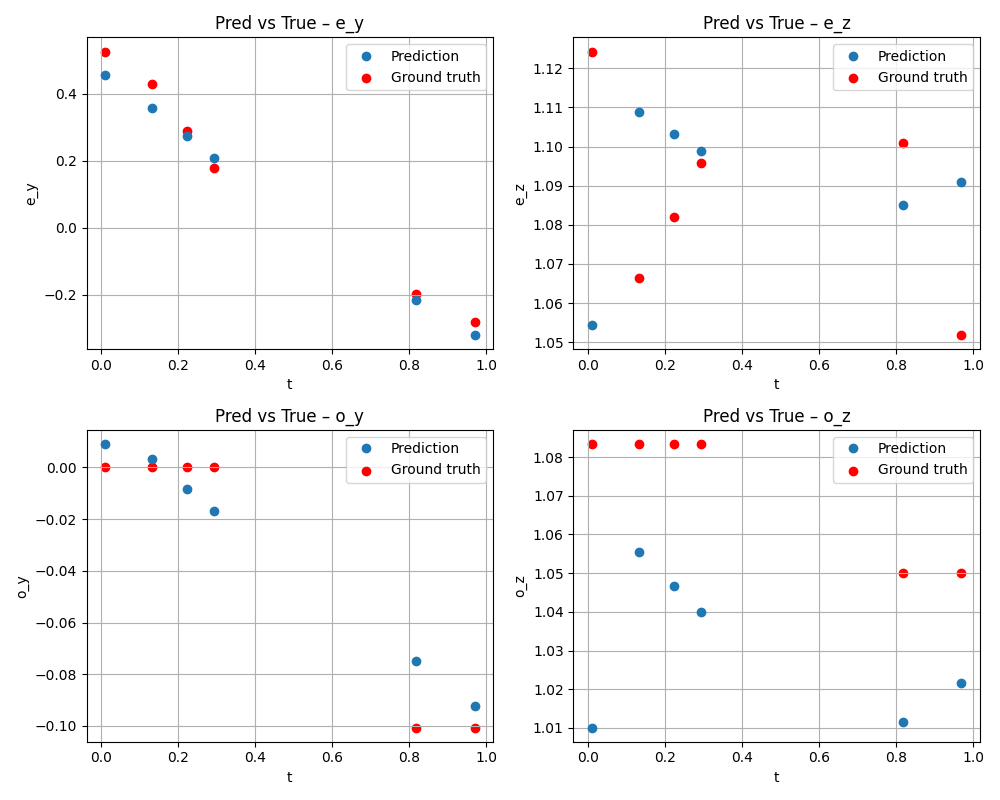 Pred vs True – e_y
Prediction
Ground truth
0.4
0.2
0.0
−0.2
e_y
0.0
0.2
0.4
0.6
0.8
1.0
t
Pred vs True – e_z
Prediction
Ground truth
1.12
1.11
1.10
1.09
1.08
1.07
1.06
1.05
e_z
0.0
0.2
0.4
0.6
0.8
1.0
t
Pred vs True – o_y
Prediction
Ground truth
0.00
−0.02
−0.04
−0.06
−0.08
−0.10
o_y
0.0
0.2
0.4
0.6
0.8
1.0
t
Pred vs True – o_z
Prediction
Ground truth
1.08
1.07
1.06
1.05
1.04
1.03
1.02
1.01
o_z
0.0
0.2
0.4
0.6
0.8
1.0
t